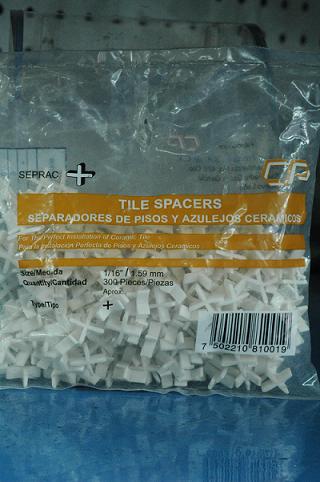 SEPRAC
CP
TILE SPACERS
SEPARADORES DE PISOS Y AZULEJOS CERAMICOS
For The Perfect Installation of Ceramic Tile
Para la Instalación Perfecta de Pisos y Azulejos Cerámicos
Size/Medida 1/16" / 1.59 mm
Quantity/Cantidad 300 Pieces/Piezas
Aprox.
Type/Tipo +
7 502210 810019